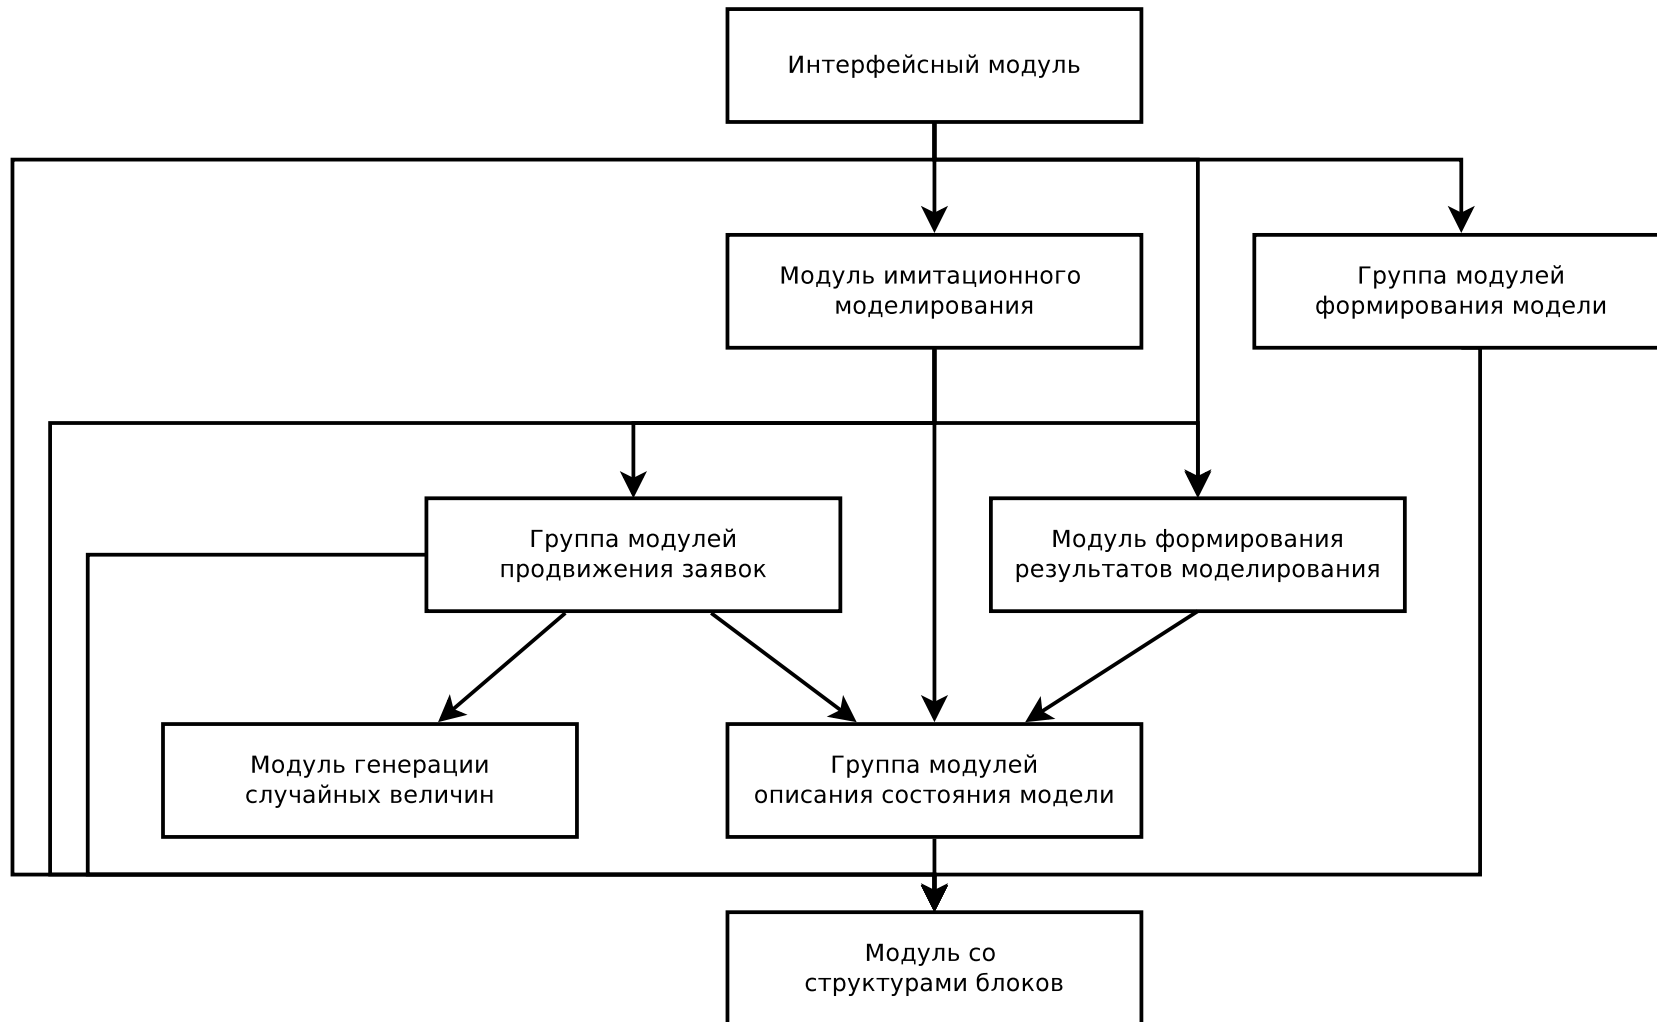 Интерфейсный модуль
Модуль имитационного
моделирования
Группа модулей
формирования модели
Группа модулей
продвижения заявок
Модуль формирования
результатов моделирования
Модуль генерации
случайных величин
Группа модулей
описания состояния модели
Модуль со
структурами блоков